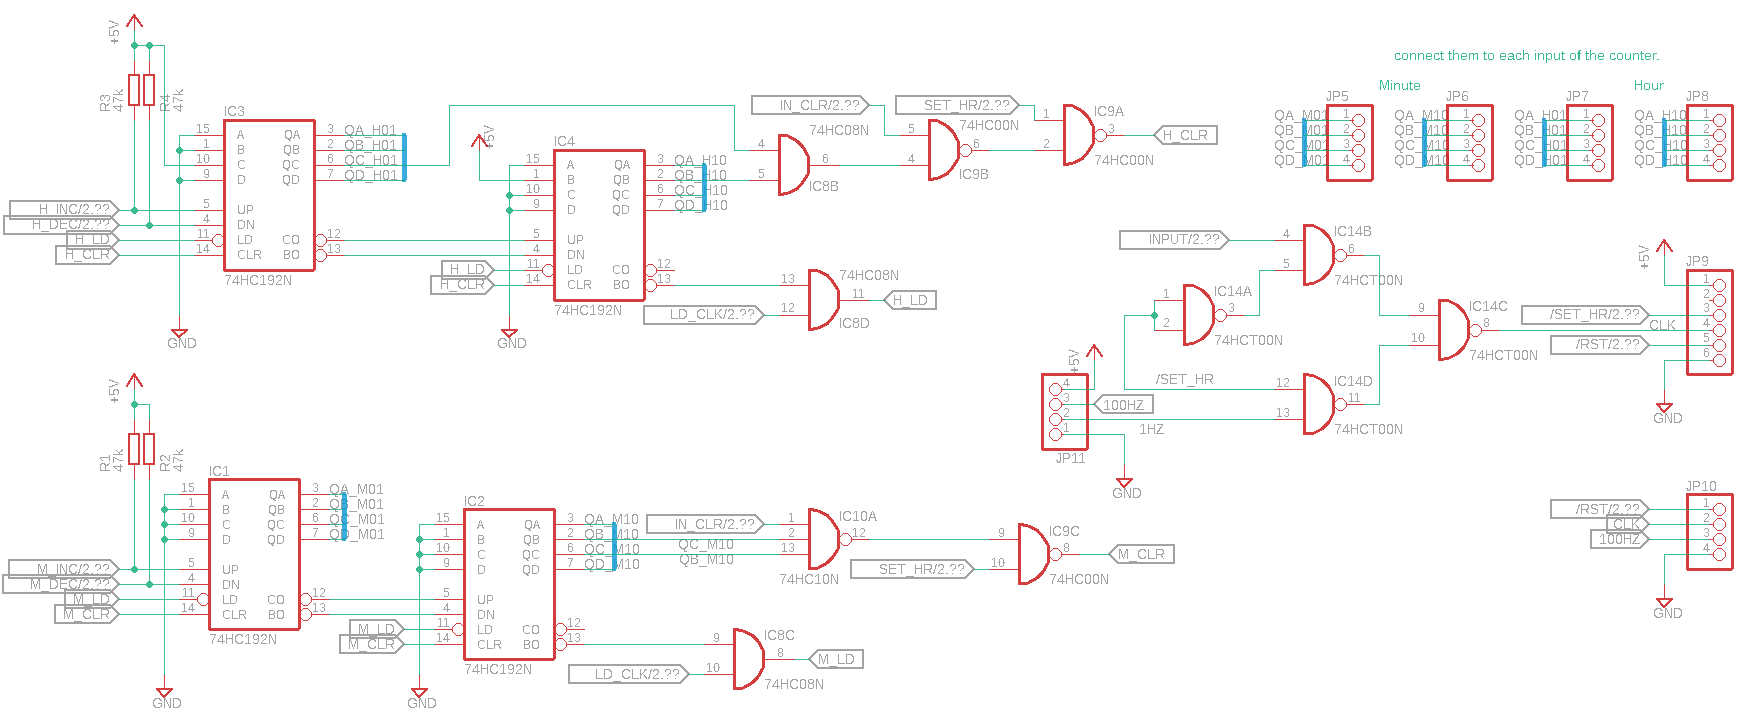 connect them to each input of the counter.
Minute
Hour
+5V
R3
47k
R4
47k
IC3
15 A QA 3 QA_H01
1 B QB 2 QB_H01
10 C QC 6 QC_H01
9 D QD 7 QD_H01
H_INC/2.?? 5 UP
H_DEC/2.?? 4 DN
H_LD 11 LD CO 12
H_CLR 14 CLR BO 13
74HC192N
GND
+5V
IC4
15 A QA 3 QA_H10
1 B QB 2 QB_H10
10 C QC 6 QC_H10
9 D QD 7 QD_H10
5 UP
4 DN
H_LD 11 LD CO 12
H_CLR 14 CLR BO 13
74HC192N
GND
IN_CLR/2.??
74HC08N
4
5
6
IC8B
SET_HR/2.??
74HC00N
5
4
6
IC9B
IC9A
1
2
3
74HC00N
H_CLR
74HC08N
13
12
11
IC8D
LD_CLK/2.??
H_LD
JP5
QA_M01 1
QB_M01 2
QC_M01 3
QD_M01 4
JP6
QA_M10 1
QB_M10 2
QC_M10 3
QD_M10 4
JP7
QA_H01 1
QB_H01 2
QC_H01 3
QD_H01 4
JP8
QA_H10 1
QB_H10 2
QC_H10 3
QD_H10 4
INPUT/2.??
IC14B
4
5
6
74HCT00N
IC14A
1
2
3
74HCT00N
IC14C
9
10
8
74HCT00N
/SET_HR
IC14D
12
13
11
74HCT00N
+5V
4
3 100HZ
2
1
1HZ
JP11
GND
+5V
JP9
1
2
/SET_HR/2.?? 3
CLK 4
/RST/2.?? 5
6
GND
+5V
R1
47k
R2
47k
IC1
15 A QA 3 QA_M01
1 B QB 2 QB_M01
10 C QC 6 QC_M01
9 D QD 7 QD_M01
M_INC/2.?? 5 UP
M_DEC/2.?? 4 DN
M_LD 11 LD CO 12
M_CLR 14 CLR BO 13
74HC192N
GND
IC2
15 A QA 3 QA_M10
1 B QB 2 QB_M10
10 C QC 6 QC_M10
9 D QD 7 QD_M10
5 UP
4 DN
M_LD 11 LD CO 12
M_CLR 14 CLR BO 13
74HC192N
GND
IN_CLR/2.??
QC_M10
QB_M10
IC10A
1
2
13
12
74HC10N
SET_HR/2.??
IC9C
9
10
8
74HC00N
M_CLR
LD_CLK/2.??
IC8C
9
10
8
74HC08N
M_LD
JP10
/RST/2.?? 1
CLK 2
100HZ 3
4
GND